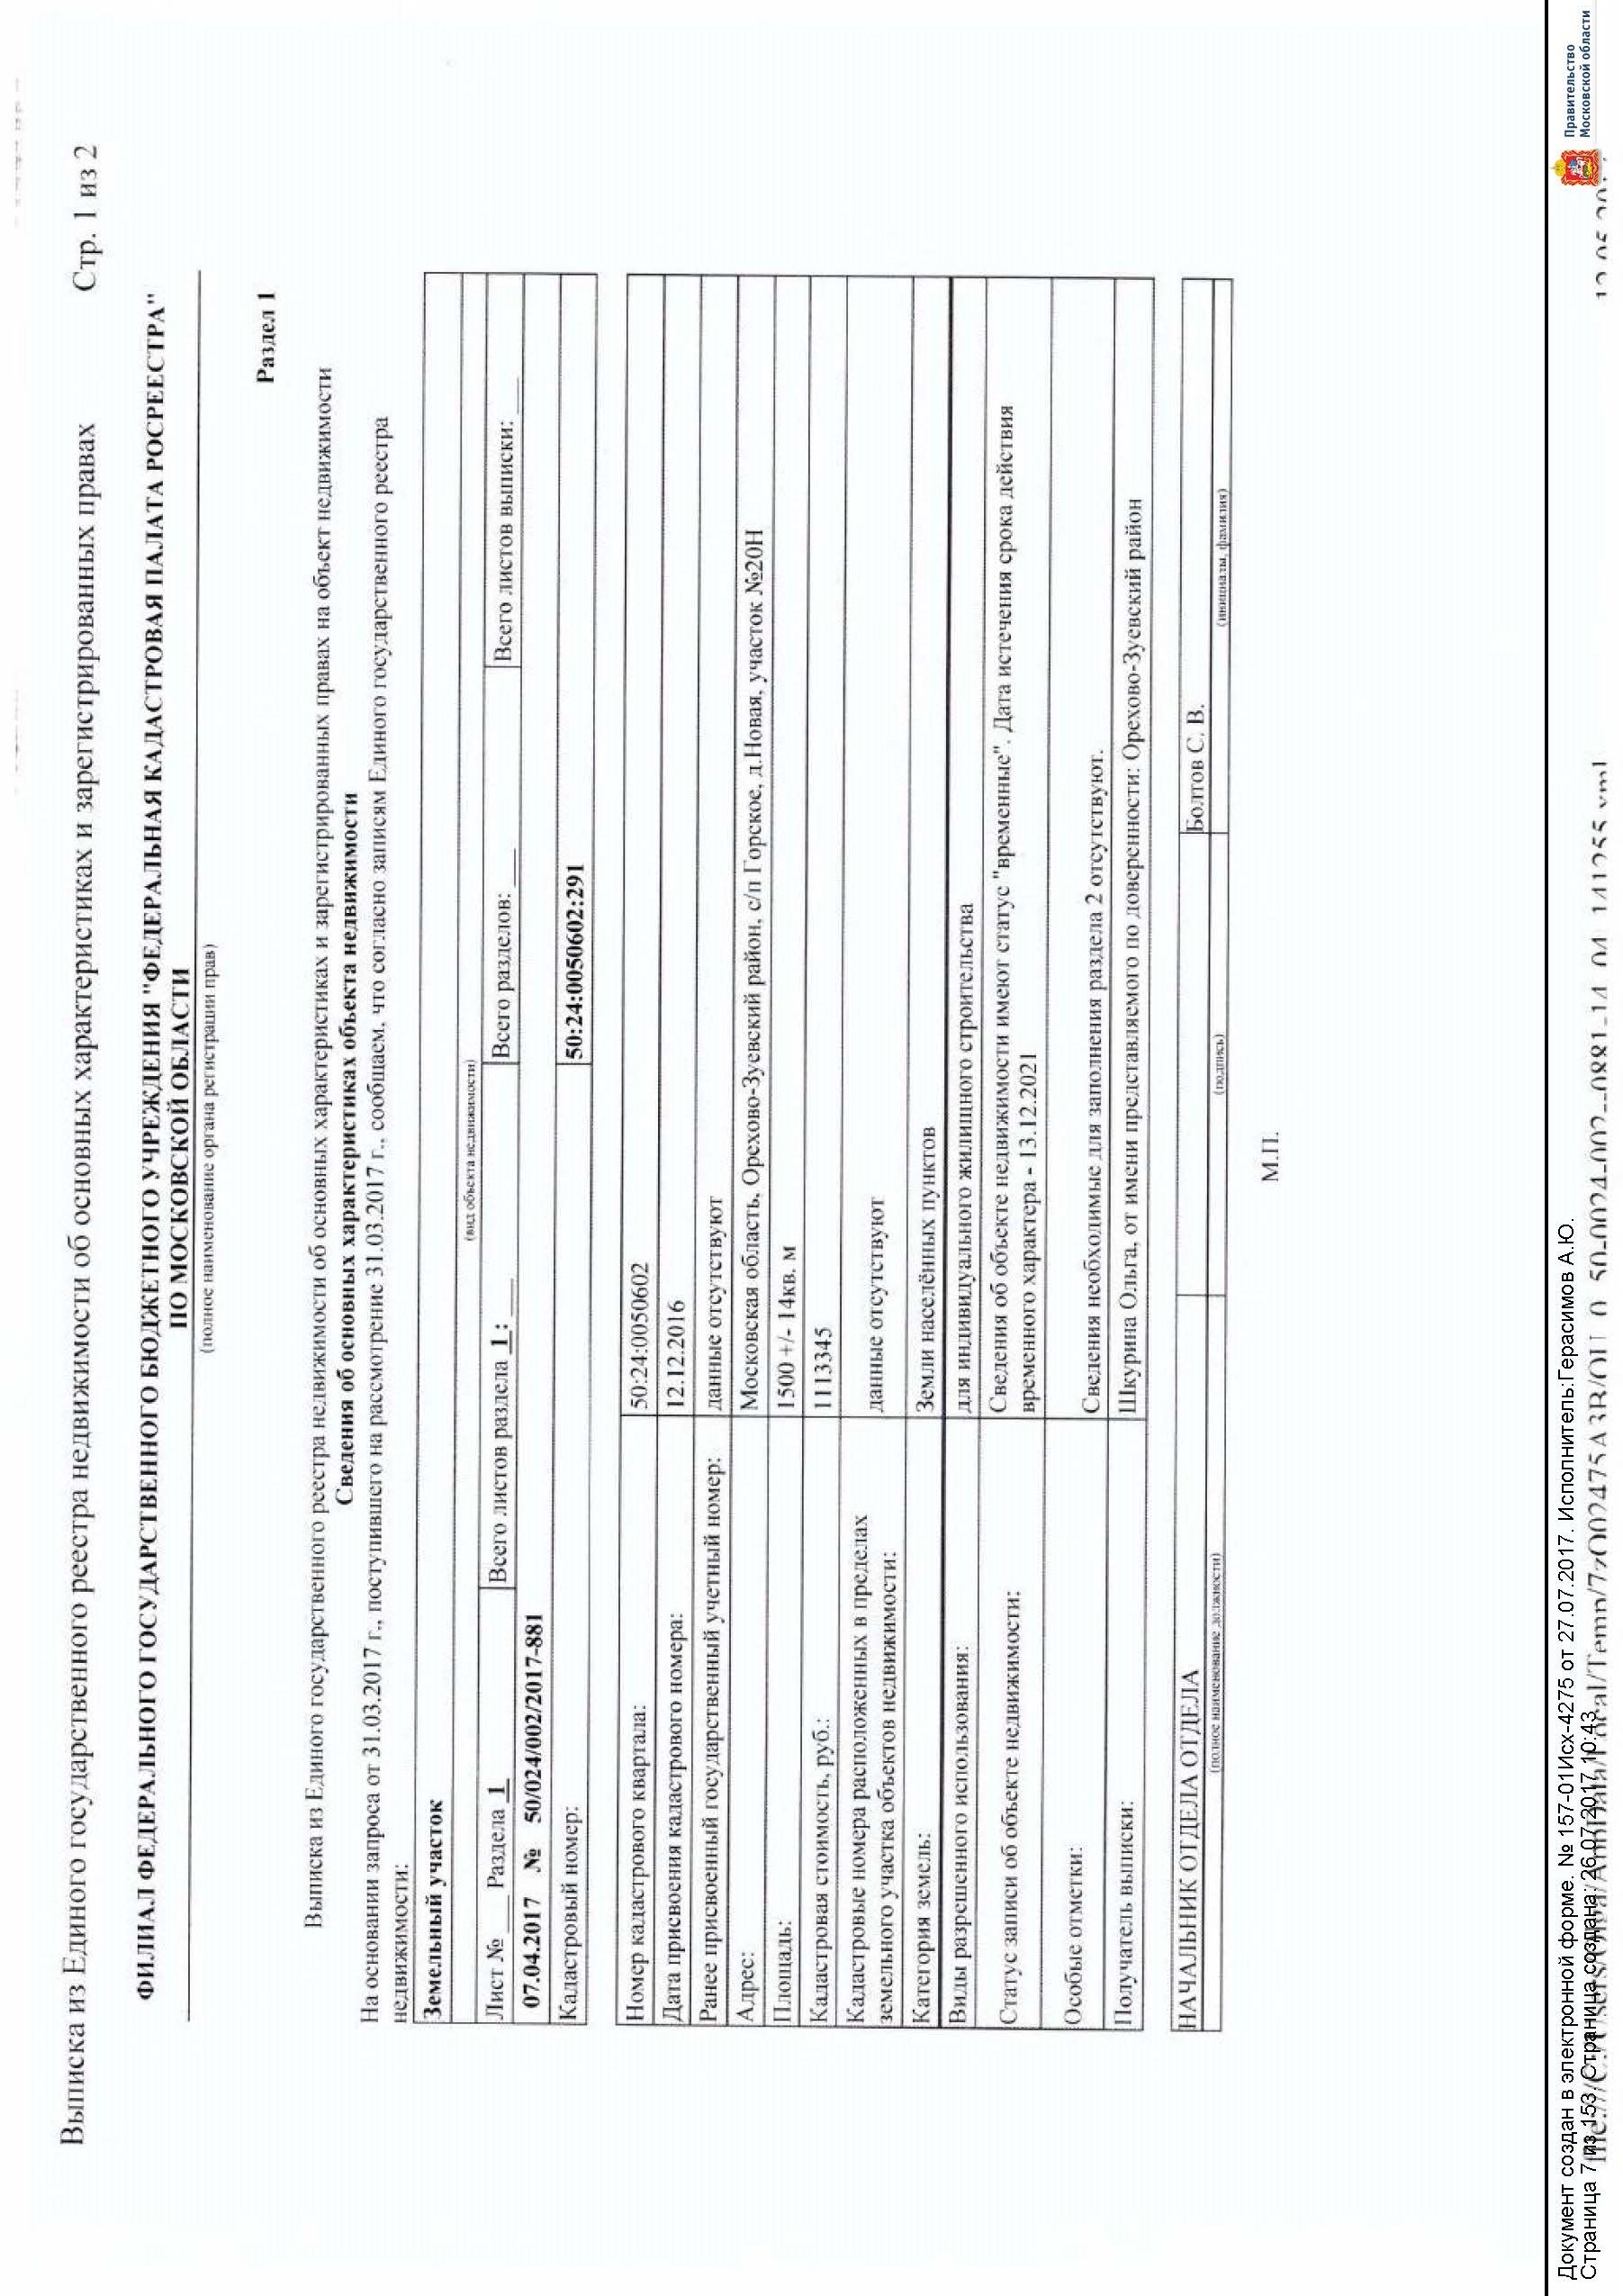 Выписка из Единого государственного реестра недвижимости об основных характеристиках и зарегистрированных правах Стр. 1 из 2
ФИЛИАЛ ФЕДЕРАЛЬНОГО ГОСУДАРСТВЕННОГО БЮДЖЕТНОГО УЧРЕЖДЕНИЯ "ФЕДЕРАЛЬНАЯ КАДАСТРОВАЯ ПАЛАТА РОСРЕЕСТРА"
ПО МОСКОВСКОЙ ОБЛАСТИ
(полное наименование органа регистрации прав)
Раздел 1
Выписка из Единого государственного реестра недвижимости об основных характеристиках и зарегистрированных правах на объект недвижимости
Сведения об основных характеристиках объекта недвижимости
На основании запроса от 31.03.2017 г., поступившего на рассмотрение 31.03.2017 г., сообщаем, что согласно записям Единого государственного реестра
недвижимости:
Земельный участок
(вид объекта недвижимости)
Лист № ___ Раздела 1 Всего листов раздела 1 : ___ Всего разделов: ___ Всего листов выписки: ___
07.04.2017 № 50/024/002/2017-881
Кадастровый номер: 50:24:0050602:291
Номер кадастрового квартала: 50:24:0050602
Дата присвоения кадастрового номера: 12.12.2016
Ранее присвоенный государственный учетный номер: данные отсутствуют
Адрес: Московская область, Орехово-Зуевский район, с/п Горское, д.Новая, участок №20Н
Площадь: 1500 +/- 14кв. м
Кадастровая стоимость, руб.: 1113345
Кадастровые номера расположенных в пределах
земельного участка объектов недвижимости: данные отсутствуют
Категория земель: Земли населённых пунктов
Виды разрешенного использования: для индивидуального жилищного строительства
Статус записи об объекте недвижимости: Сведения об объекте недвижимости имеют статус "временные". Дата истечения срока действия
временного характера - 13.12.2021
Особые отметки: Сведения необходимые для заполнения раздела 2 отсутствуют.
Получатель выписки: Шкурина Ольга, от имени представляемого по доверенности: Орехово-Зуевский район
НАЧАЛЬНИК ОТДЕЛА ОТДЕЛА Болтов С. В.
(полное наименование должности) (подпись) (инициалы, фамилия)
М.П.
Документ создан в электронной форме. № 157-01Исх-4275 от 27.07.2017. Исполнитель:Герасимов А.Ю.
Страница 7 из 153. Страница создана: 26.07.2017 10:43
Правительство
Московской области